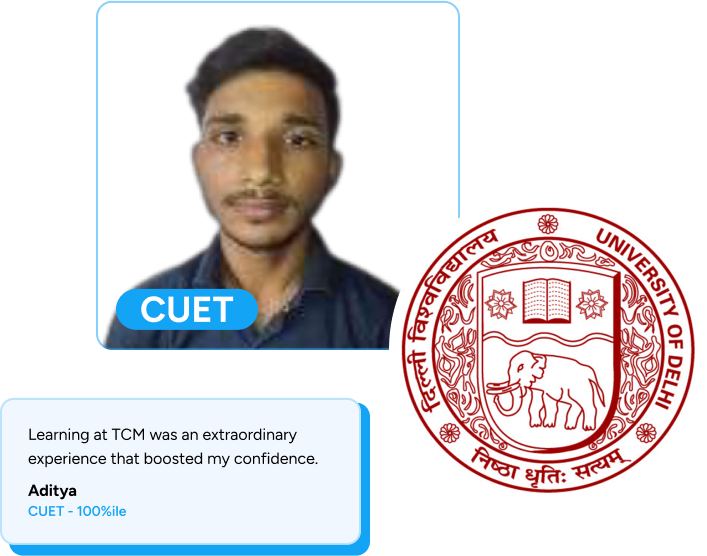 CUET
दिल्ली विश्वविद्यालय
UNIVERSITY OF DELHI
निष्ठा धृतिः सत्यम्
Learning at TCM was an extraordinary
experience that boosted my confidence.
Aditya
CUET - 100%ile